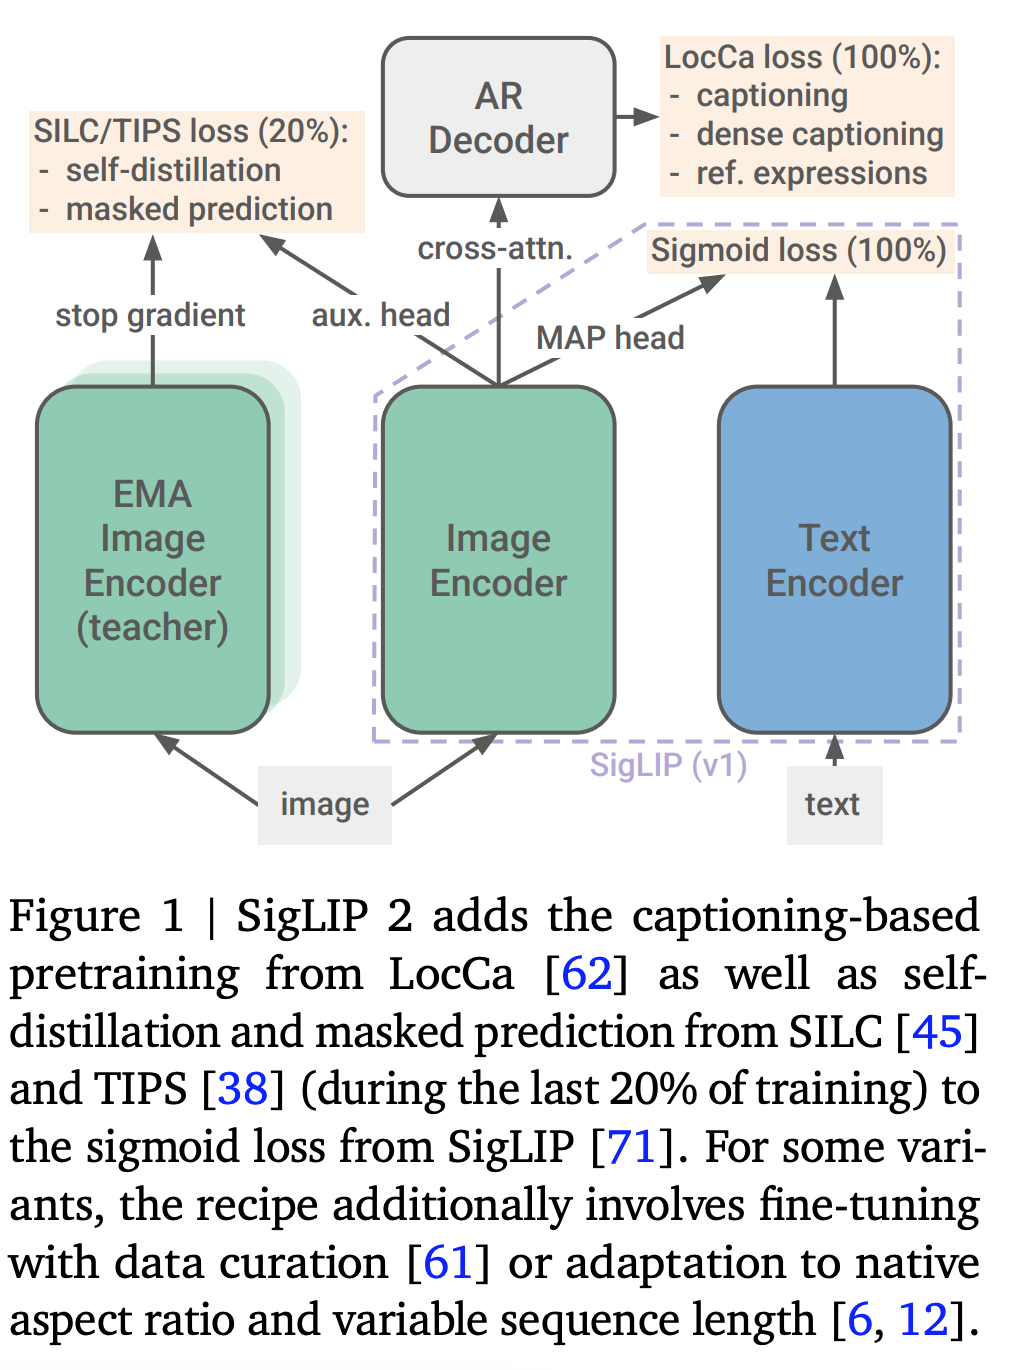 AR
Decoder
LocCa loss (100%):
- captioning
- dense captioning
- ref. expressions
SILC/TIPS loss (20%):
- self-distillation
- masked prediction
cross-attn.
Sigmoid loss (100%)
stop gradient
aux. head
MAP head
EMA
Image
Encoder
(teacher)
Image
Encoder
Text
Encoder
SigLIP (v1)
image
text
Figure 1 | SigLIP 2 adds the captioning-based
pretraining from LocCa [62] as well as self-
distillation and masked prediction from SILC [45]
and TIPS [38] (during the last 20% of training) to
the sigmoid loss from SigLIP [71]. For some vari-
ants, the recipe additionally involves fine-tuning
with data curation [61] or adaptation to native
aspect ratio and variable sequence length [6, 12].